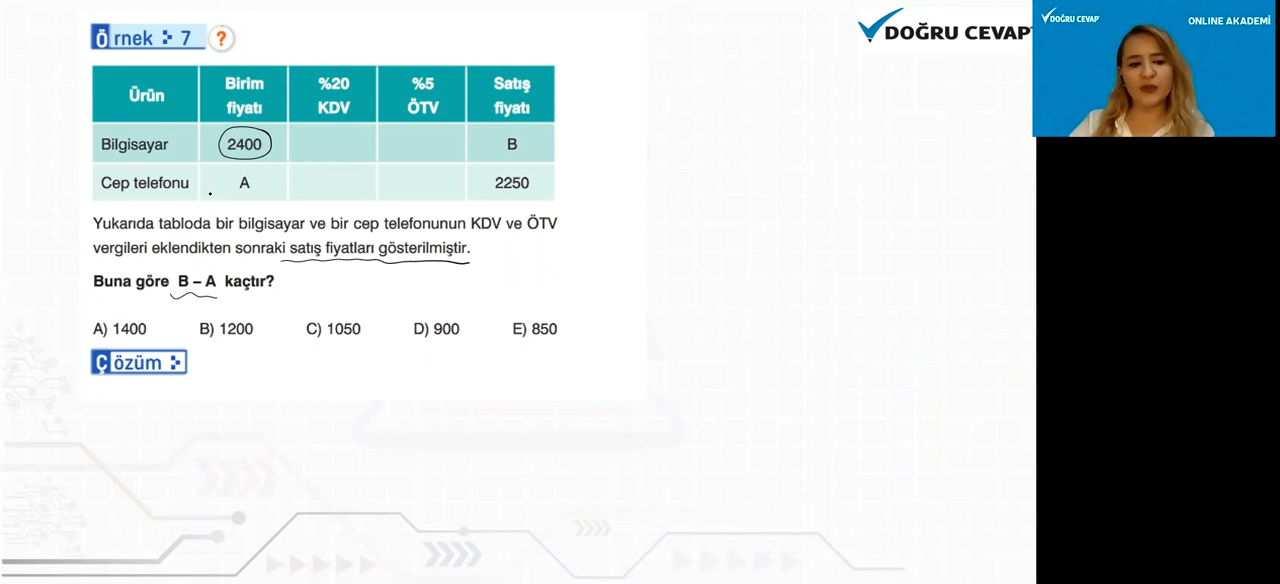 Örnek 7 ?
DOĞRU CEVAP
DOĞRU CEVAP
ONLINE AKADEMİ
Ürün Birim fiyatı %20 KDV %5 ÖTV Satış fiyatı
Bilgisayar 2400 B
Cep telefonu A 2250
Yukarıda tabloda bir bilgisayar ve bir cep telefonunun KDV ve ÖTV
vergileri eklendikten sonraki satış fiyatları gösterilmiştir.
Buna göre B – A kaçtır?
A) 1400 B) 1200 C) 1050 D) 900 E) 850
Çözüm